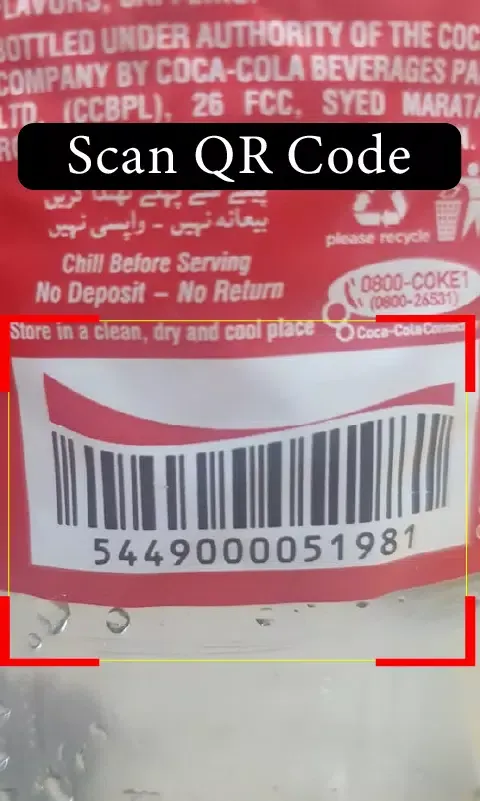 BOTTLED UNDER AUTHORITY OF THE COC
COMPANY BY COCA-COLA BEVERAGES PA
LTD. (CCBPL), 26 FCC, SYED MARATA
Scan QR Code
بیعانہ نہیں - واپسی نہیں
please recycle
Chill Before Serving
No Deposit – No Return
0800-COKE1
(0800-26531)
Store in a clean, dry and cool place
Coca-ColaConnec
5449000051981